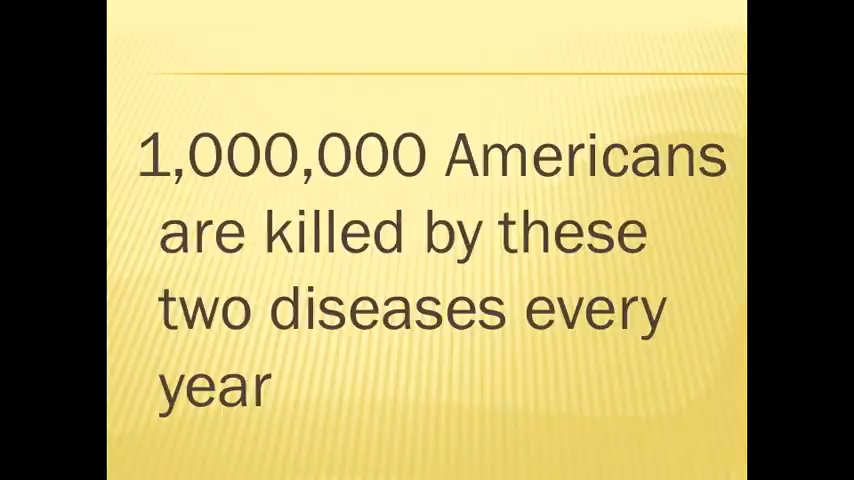 1,000,000 Americans
are killed by these
two diseases every
year